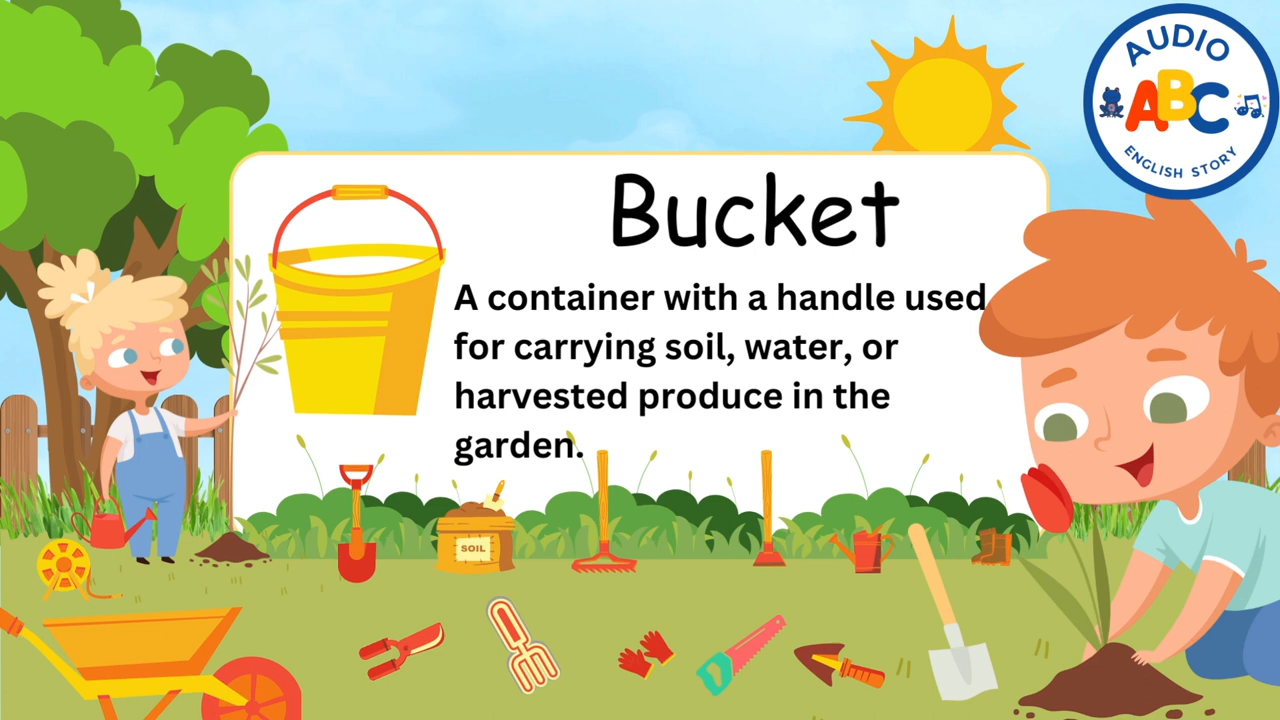 AUDIO
ABC
ENGLISH STORY
Bucket
A container with a handle used
for carrying soil, water, or
harvested produce in the
garden.
SOIL